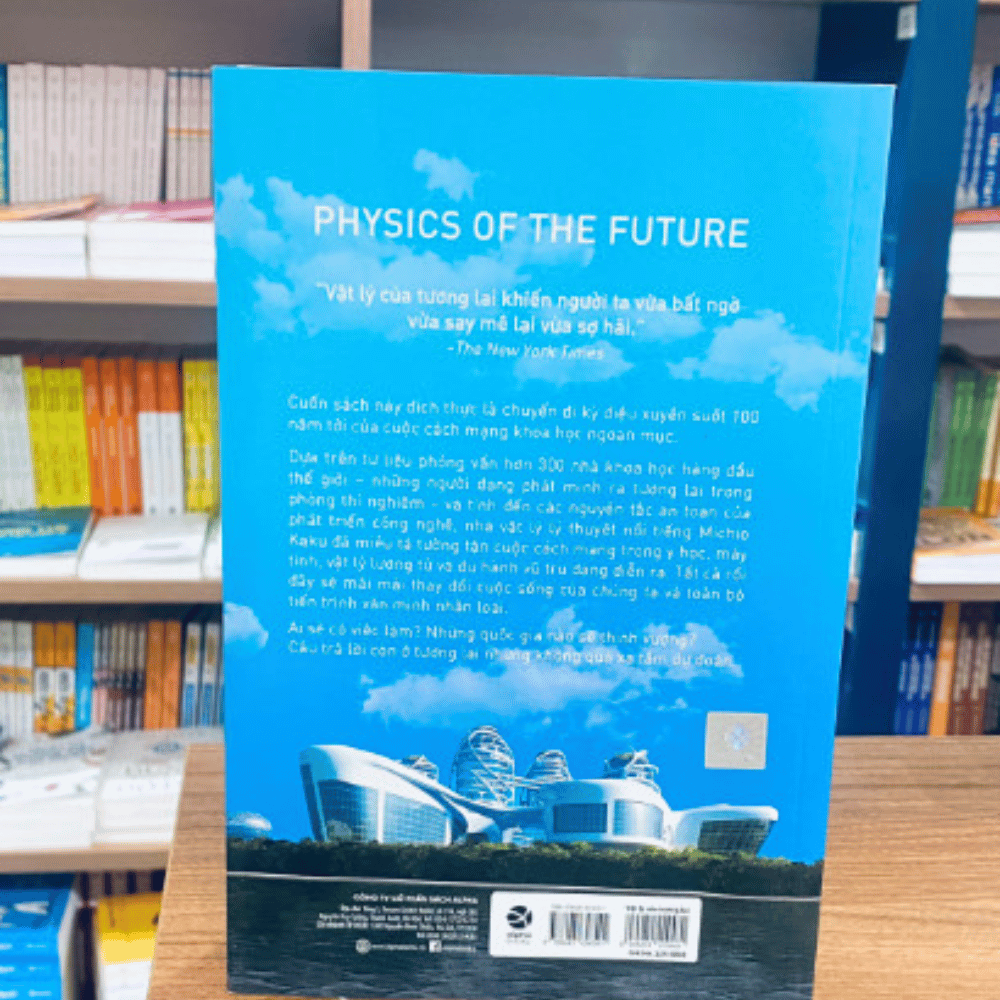 PHYSICS OF THE FUTURE
"Vật lý của tương lai khiến người ta vừa bất ngờ
vừa say mê lại vừa sợ hãi."
-The New York Times
Cuốn sách này đích thực là chuyến đi kỳ diệu xuyên suốt 100
năm tới của cuộc cách mạng khoa học ngoạn mục.
Dựa trên tư liệu phỏng vấn hơn 300 nhà khoa học hàng đầu
thế giới – những người đang phát minh ra tương lai trong
phòng thí nghiệm – và tính đến các nguyên tắc an toàn của
phát triển công nghệ, nhà vật lý lý thuyết nổi tiếng Michio
Kaku đã miêu tả tường tận cuộc cách mạng trong y học, máy
tính, vật lý lượng tử và du hành vũ trụ đang diễn ra. Tất cả rồi
đây sẽ mãi mãi thay đổi cuộc sống của chúng ta và toàn bộ
tiến trình văn minh nhân loại.
Ai sẽ có việc làm? Những quốc gia nào sẽ thịnh vượng?
Câu trả lời còn ở tương lai nhưng không quá xa tầm dự đoán.
CÔNG TY CỔ PHẦN SÁCH ALPHA
alpha